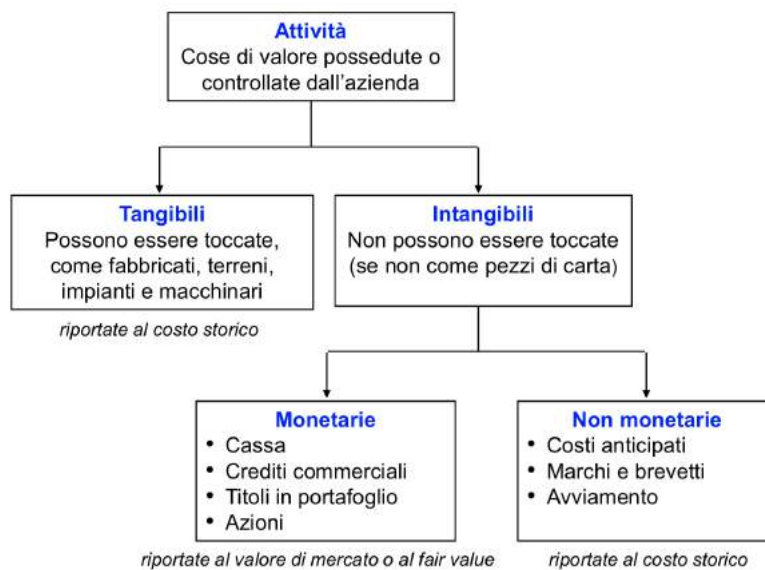 Attività
Cose di valore possedute o
controllate dall'azienda
Tangibili
Possono essere toccate,
come fabbricati, terreni,
impianti e macchinari
riportate al costo storico
Intangibili
Non possono essere toccate
(se non come pezzi di carta)
Monetarie
• Cassa
• Crediti commerciali
• Titoli in portafoglio
• Azioni
riportate al valore di mercato o al fair value
Non monetarie
• Costi anticipati
• Marchi e brevetti
• Avviamento
riportate al costo storico